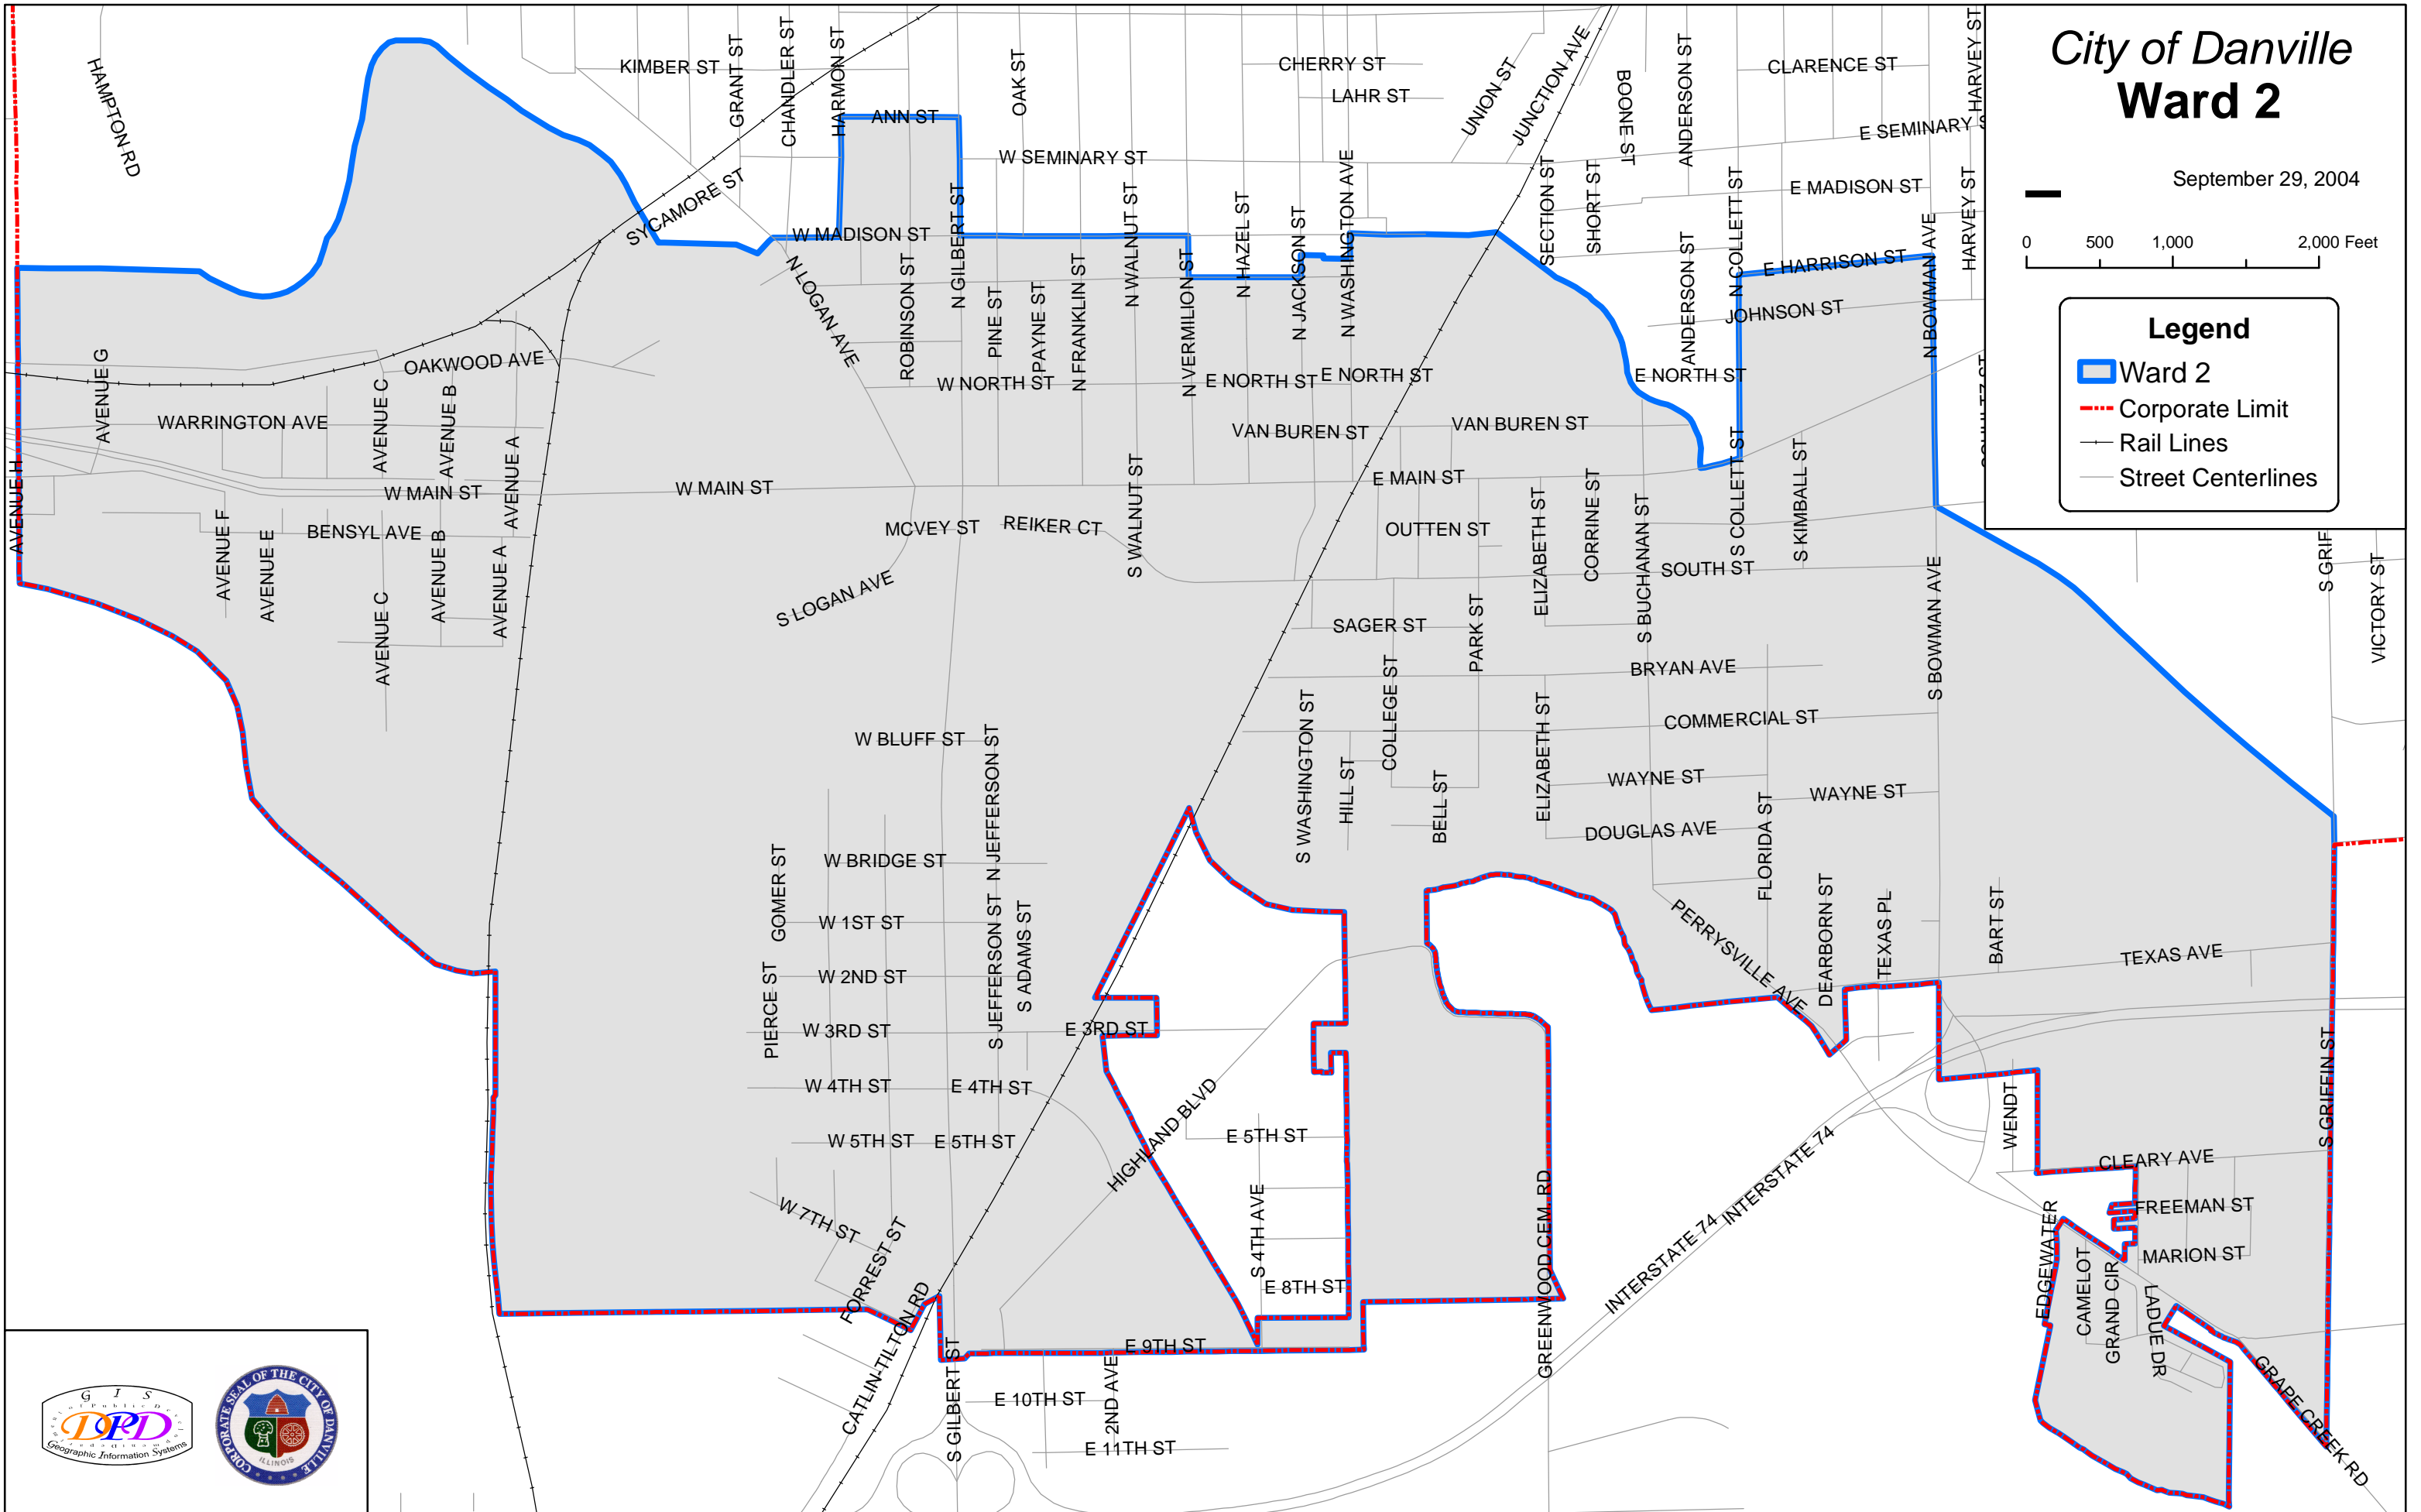 City of Danville
Ward 2
September 29, 2004
0 500 1,000 2,000 Feet
Legend
Ward 2
Corporate Limit
Rail Lines
Street Centerlines
HAMPTON RD
KIMBER ST
GRANT ST
CHANDLER ST
HARMON ST
ANN ST
OAK ST
CHERRY ST
LAHR ST
UNION ST
JUNCTION AVE
BOONE ST
ANDERSON ST
CLARENCE ST
HARVEY ST
E SEMINARY
W SEMINARY ST
SYCAMORE ST
W MADISON ST
N GILBERT ST
N WALNUT ST
N HAZEL ST
N JACKSON ST
N WASHINGTON AVE
SECTION ST
SHORT ST
N COLLETT ST
E MADISON ST
HARVEY ST
N LOGAN AVE
ROBINSON ST
PINE ST
PAYNE ST
N FRANKLIN ST
N VERMILION ST
ANDERSON ST
E HARRISON ST
JOHNSON ST
N BOWMAN AVE
AVENUE G
OAKWOOD AVE
AVENUE C
AVENUE B
AVENUE A
WARRINGTON AVE
W NORTH ST
E NORTH ST
E NORTH ST
E NORTH ST
VAN BUREN ST
VAN BUREN ST
AVENUE H
W MAIN ST
W MAIN ST
E MAIN ST
S WALNUT ST
S COLLETT ST
S KIMBALL ST
AVENUE F
AVENUE E
BENSYL AVE
AVENUE B
AVENUE A
AVENUE C
MCVEY ST
REIKER CT
OUTTEN ST
ELIZABETH ST
CORRINE ST
S BUCHANAN ST
SOUTH ST
S LOGAN AVE
S GRIF
VICTORY ST
SAGER ST
PARK ST
S BOWMAN AVE
BRYAN AVE
COLLEGE ST
S WASHINGTON ST
COMMERCIAL ST
W BLUFF ST
N JEFFERSON ST
HILL ST
BELL ST
ELIZABETH ST
WAYNE ST
WAYNE ST
DOUGLAS AVE
FLORIDA ST
GOMER ST
W BRIDGE ST
W 1ST ST
S JEFFERSON ST
S ADAMS ST
PERRYSVILLE AVE
DEARBORN ST
TEXAS PL
BART ST
TEXAS AVE
PIERCE ST
W 2ND ST
W 3RD ST
E 3RD ST
W 4TH ST
E 4TH ST
W 5TH ST
E 5TH ST
HIGHLAND BLVD
E 5TH ST
S 4TH AVE
E 8TH ST
GREENWOOD CEM. RD
INTERSTATE 74
INTERSTATE 74
WENDT
S GRIFFIN ST
CLEARY AVE
FREEMAN ST
MARION ST
EDGEWATER
CAMELOT
GRAND CIR
LADUE DR
GRAPE CREEK RD
W 7TH ST
FORREST ST
CATLIN-TILTON RD
S GILBERT ST
E 9TH ST
E 10TH ST
2ND AVE
E 11TH ST
G I S
DPD
Geographic Information Systems
CORPORATE SEAL OF THE CITY OF DANVILLE
ILLINOIS